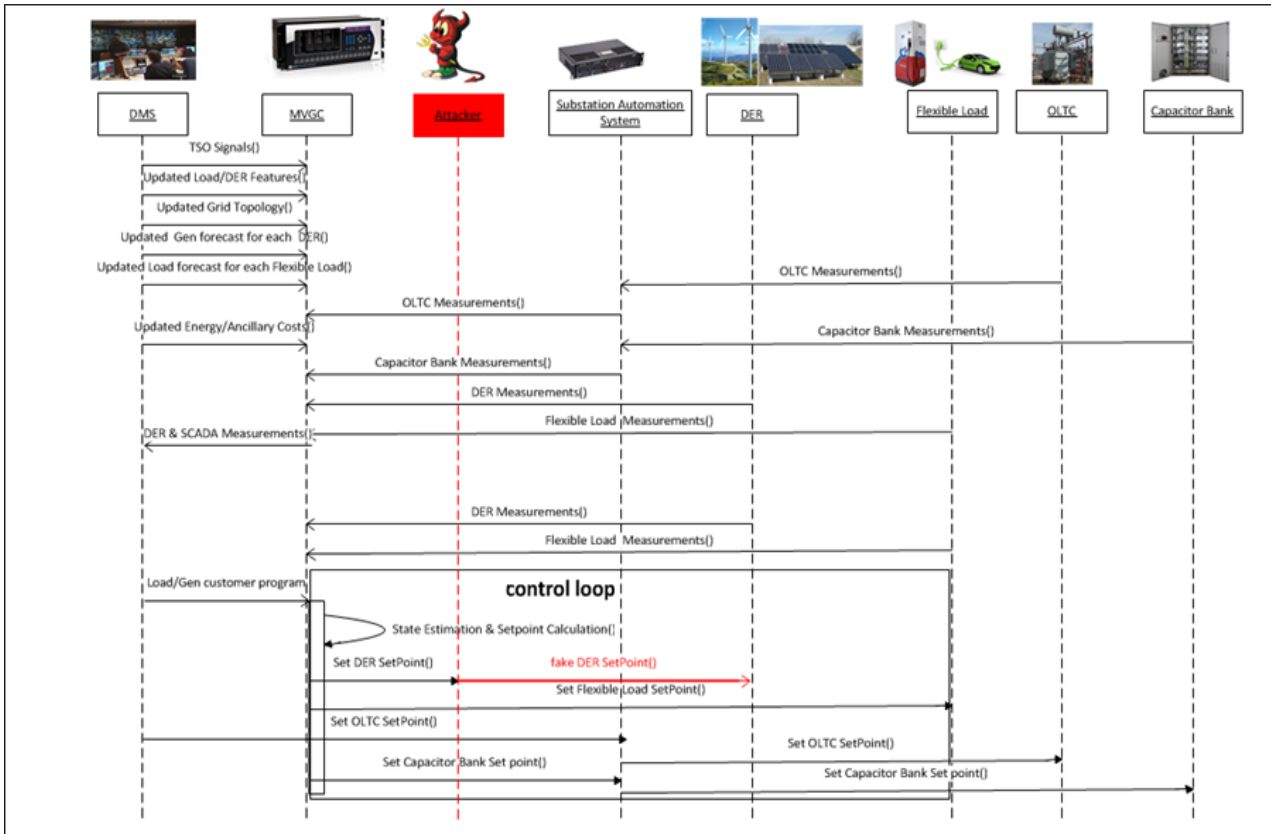 DMS
MVGC
Attacker
Substation Automation
System
DER
Flexible Load
OLTC
Capacitor Bank
TSO Signals()
Updated Load/DER Features()
Updated Grid Topology()
Updated Gen forecast for each DER()
Updated Load forecast for each Flexible Load()
OLTC Measurements()
OLTC Measurements()
Updated Energy/Ancillary Costs()
Capacitor Bank Measurements()
Capacitor Bank Measurements()
DER Measurements()
Flexible Load Measurements()
DER & SCADA Measurements()
DER Measurements()
Flexible Load Measurements()
Load/Gen customer program
control loop
State Estimation & Setpoint Calculation()
Set DER SetPoint()
fake DER SetPoint()
Set Flexible Load SetPoint()
Set OLTC SetPoint()
Set OLTC SetPoint()
Set Capacitor Bank Set point()
Set Capacitor Bank Set point()